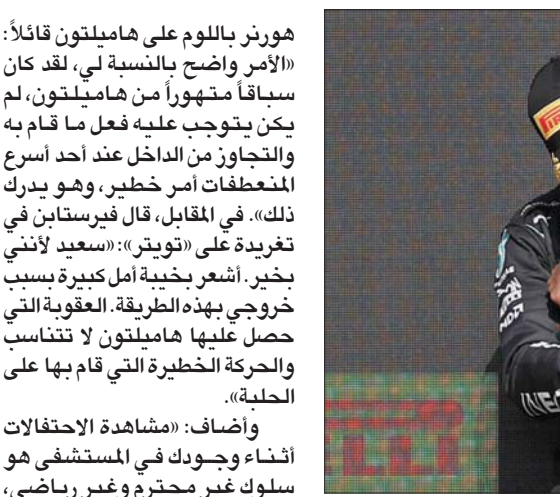 هورنر باللوم على هاميلتون قائلاً:
«الأمر واضح بالنسبة لي، لقد كان
سباقاً متهوراً من هاميلتون، لم
يكن يتوجب عليه فعل ما قام به
والتجاوز من الداخل عند أحد أسرع
المنعطفات أمر خطير، وهو يدرك
ذلك». في المقابل، قال فيرستابن في
تغريدة على «تويتر»: «سعيد لأنني
بخير. أشعر بخيبة أمل كبيرة بسبب
خروجي بهذه الطريقة. العقوبة التي
حصل عليها هاميلتون لا تتناسب
والحركة الخطيرة التي قام بها على
الحلبة».
وأضاف: «مشاهدة الاحتفالات
أثناء وجودك في المستشفى هو
سلوك غير محترم وغير رياضي،